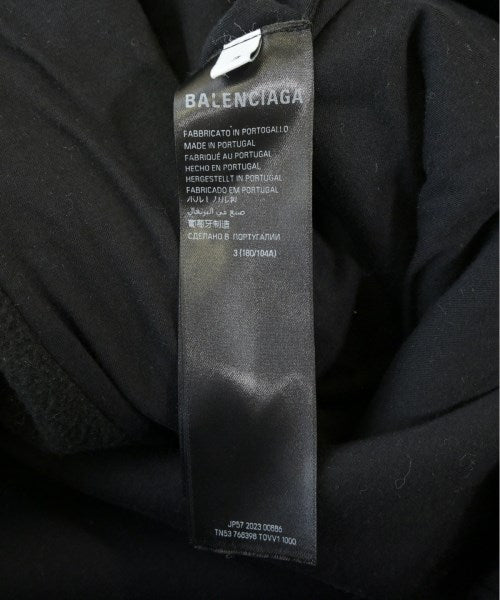 BALENCIAGA
FABBRICATO IN PORTOGALLO
MADE IN PORTUGAL
FABRIQUÉ AU PORTUGAL
HECHO EN PORTUGAL
HERGESTELLT IN PORTUGAL
FABRICADO EM PORTUGAL
ポルトガル製
صنع في البرتغال
葡萄牙制造
СДЕЛАНО В ПОРТУГАЛИИ
3 (180/104A)
JP57 2023 00886
TN53 768398 TOVV1 1000